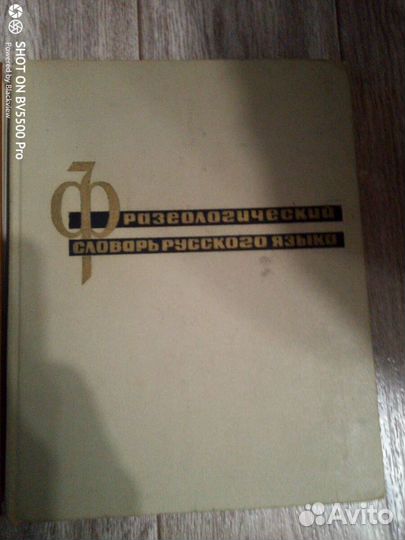 Фразеологический
словарь русского языка
SHOT ON BV5500 Pro
Powered by Blackview
Avito